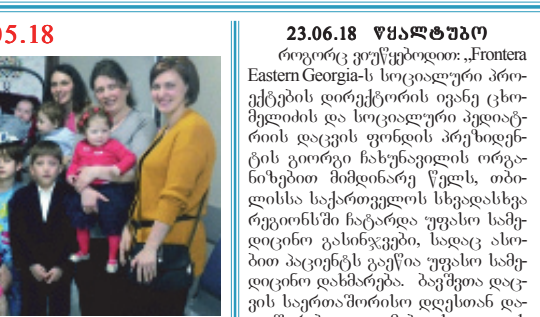 05.18
23.06.18 წყალტუბო
როგორც ვიუწყებოდით: „Frontera
Eastern Georgia-ს სოციალური პრო-
ექტების დირექტორის ივანე ცხო-
მელიძის და სოციალური პედიატ-
რიის დაცვის ფონდის პრეზიდენ-
ტის გიორგი ჩახუნავილის ორგა-
ნიზებით მიმდინარე წელს, თბი-
ლისსა საქართველოს სხვადასხვა
რეგიონსში ჩატარდა უფასო სამე-
დიცინო გასინჯვები, სადაც ასო-
ბით პაციენტს გაეწია უფასო სამე-
დიცინო დახმარება. ბავშვთა დაც-
ვის საერთაშორისო დღესთან და-